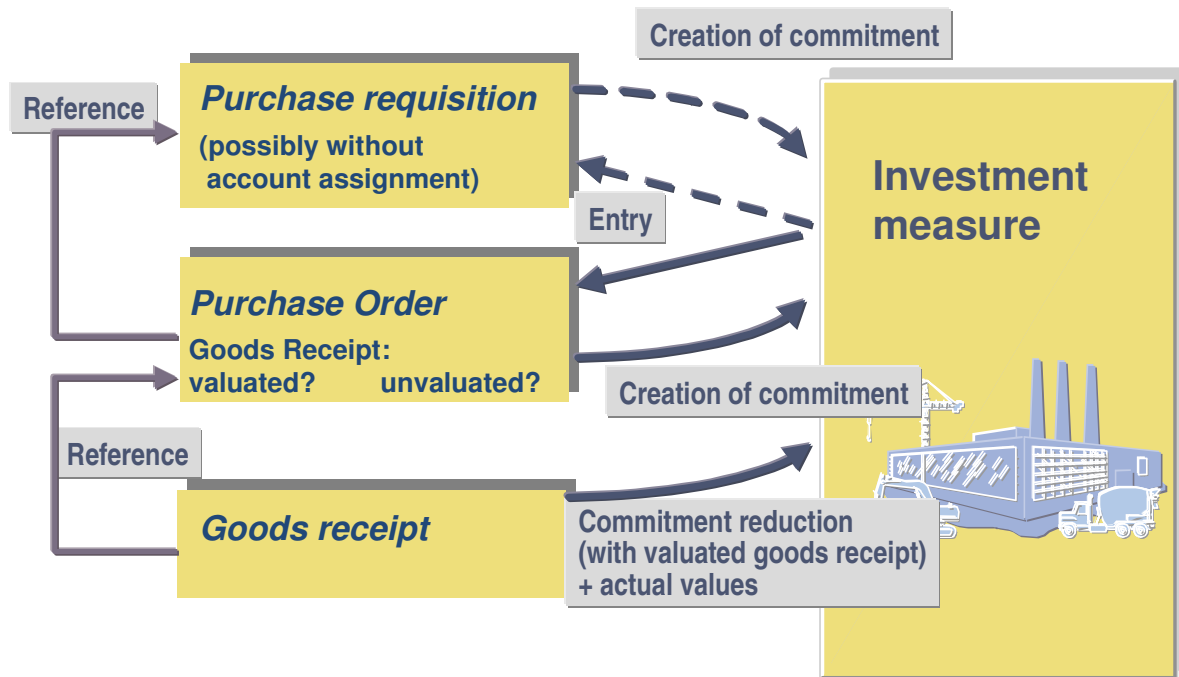 Creation of commitment
Reference
Purchase requisition
(possibly without
account assignment)
Investment
measure
Entry
Purchase Order
Goods Receipt:
valuated? unvaluated?
Creation of commitment
Reference
Goods receipt
Commitment reduction
(with valuated goods receipt)
+ actual values